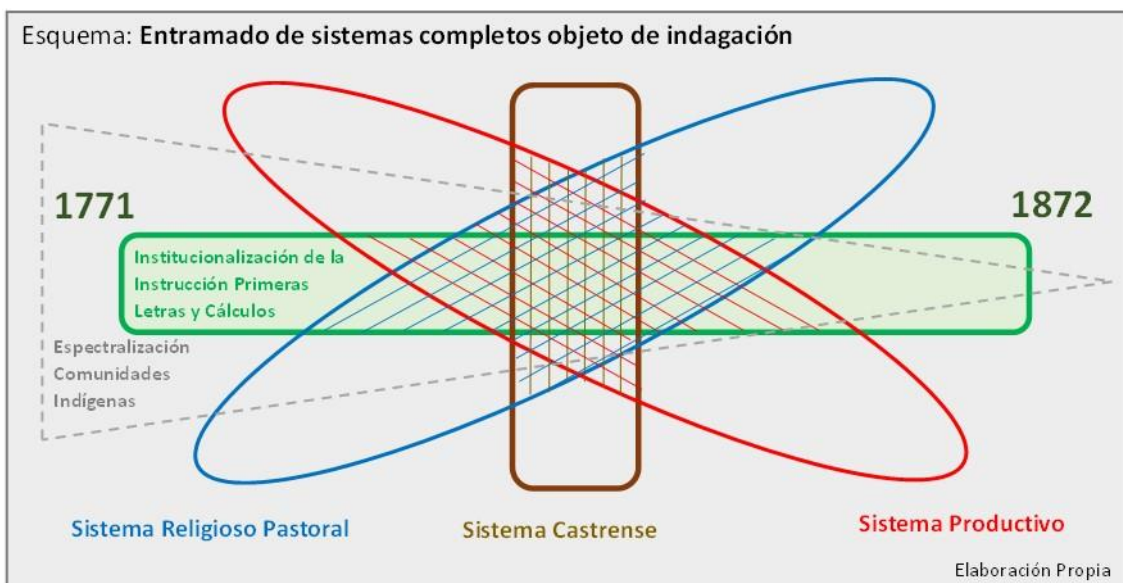 Esquema: Entramado de sistemas completos objeto de indagación
1771
1872
Institucionalización de la
Instrucción Primeras
Letras y Cálculos
Espectralización
Comunidades
Indígenas
Sistema Religioso Pastoral
Sistema Castrense
Sistema Productivo
Elaboración Propia